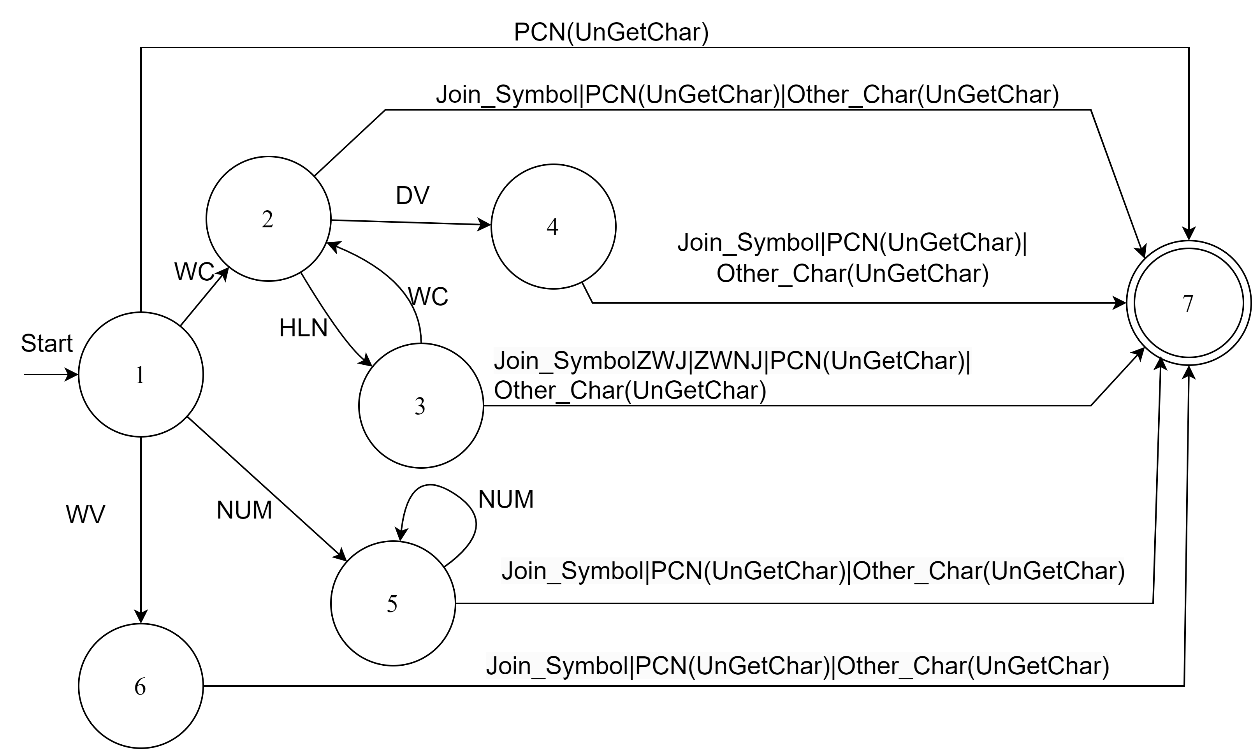 PCN(UnGetChar)
Join_Symbol|PCN(UnGetChar)|Other_Char(UnGetChar)
2
DV
4
Join_Symbol|PCN(UnGetChar)|
Other_Char(UnGetChar)
WC
WC
7
HLN
Start
1
Join_SymbolZWJ|ZWNJ|PCN(UnGetChar)|
Other_Char(UnGetChar)
3
WV
NUM
NUM
Join_Symbol|PCN(UnGetChar)|Other_Char(UnGetChar)
5
Join_Symbol|PCN(UnGetChar)|Other_Char(UnGetChar)
6